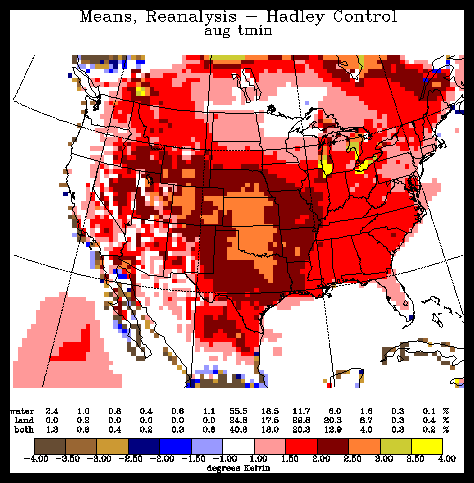 Means, Reanalysis − Hadley Control
aug tmin
water 2.4 1.0 0.8 0.4 0.6 1.1 55.5 18.5 11.7 6.0 1.6 0.3 0.1 %
land 0.0 0.2 0.0 0.0 0.0 0.0 24.8 17.5 29.8 20.3 6.7 0.3 0.4 %
both 1.3 0.6 0.4 0.2 0.3 0.6 40.8 18.0 20.3 12.9 4.0 0.3 0.2 %
−4.00 −3.50 −3.00 −2.50 −2.00 −1.50 −1.00 1.00 1.50 2.00 2.50 3.00 3.50 4.00
degrees Kelvin